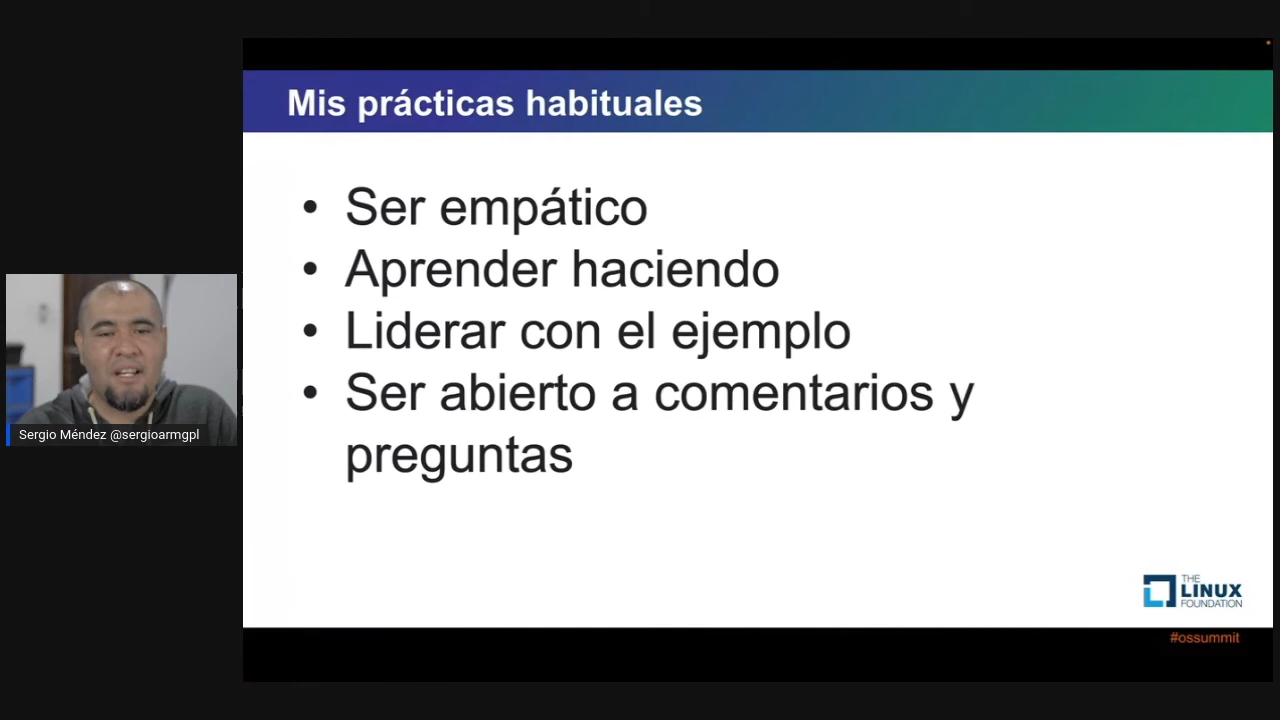 Mis prácticas habituales
• Ser empático
• Aprender haciendo
• Liderar con el ejemplo
• Ser abierto a comentarios y
preguntas
Sergio Méndez @sergioarmgpl
THE
LINUX
FOUNDATION
#ossummit